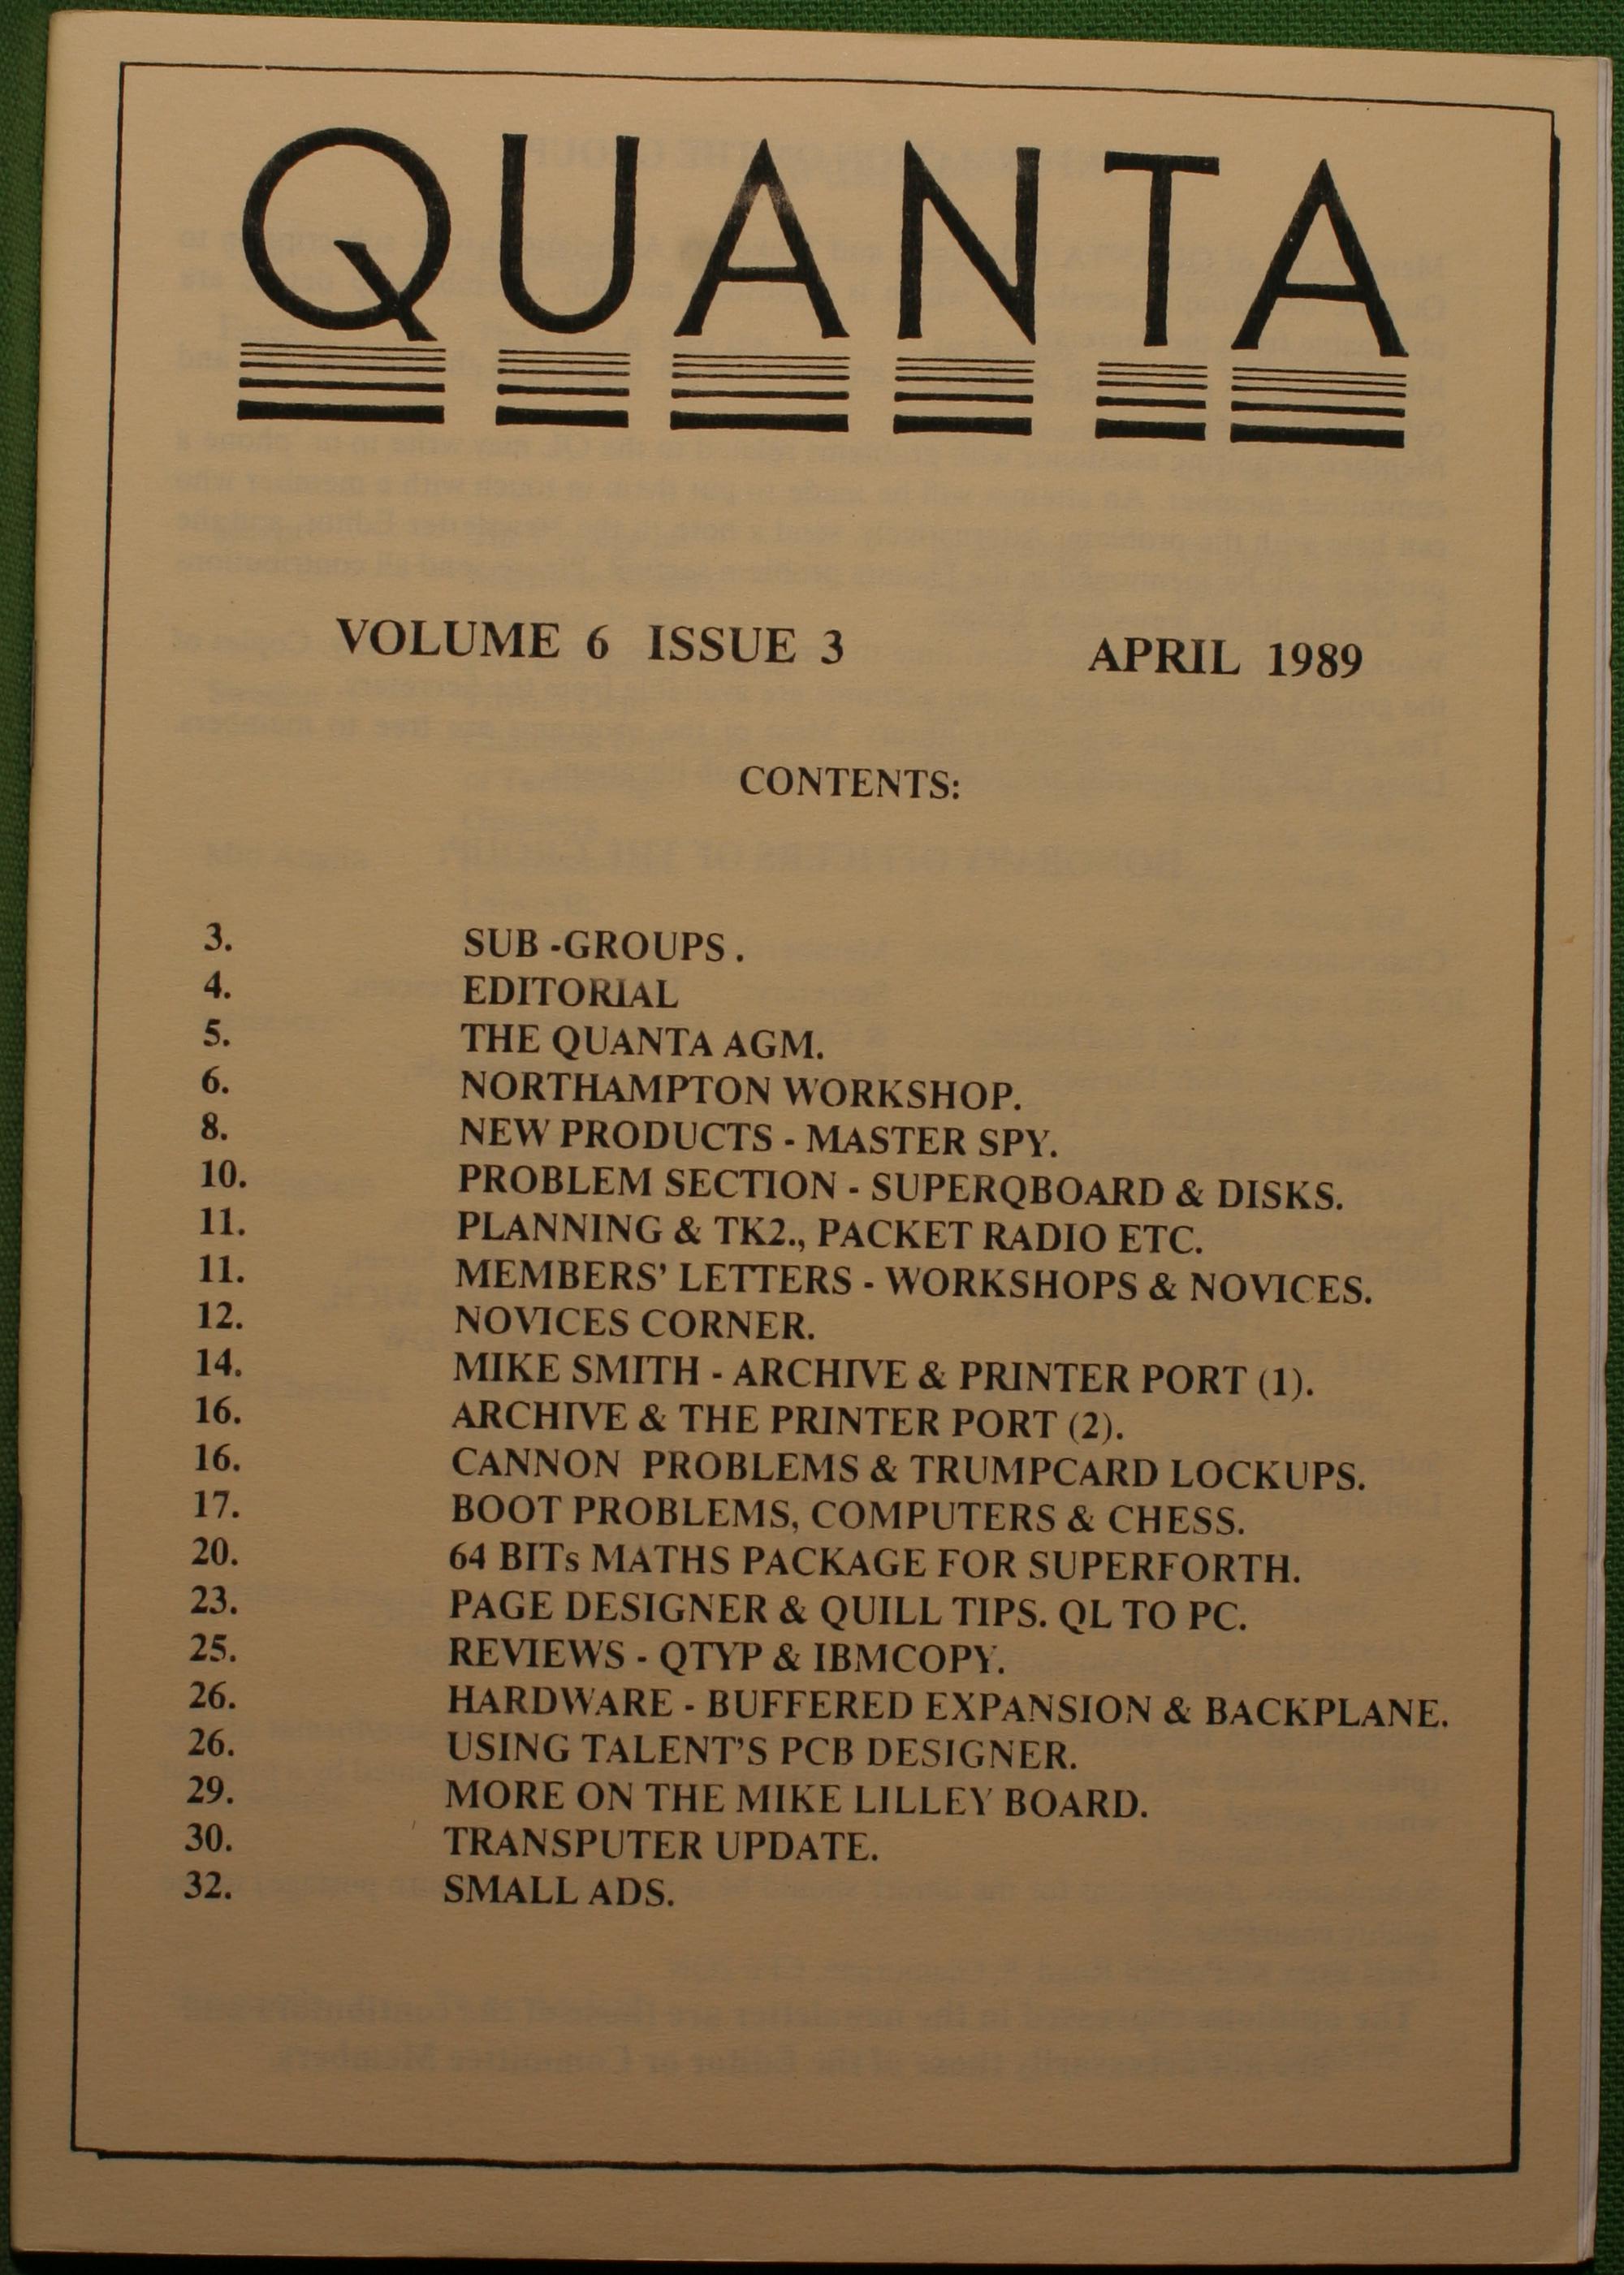 QUANTA
VOLUME 6 ISSUE 3 APRIL 1989
CONTENTS:
3. SUB -GROUPS .
4. EDITORIAL
5. THE QUANTA AGM.
6. NORTHAMPTON WORKSHOP.
8. NEW PRODUCTS - MASTER SPY.
10. PROBLEM SECTION - SUPERQBOARD & DISKS.
11. PLANNING & TK2., PACKET RADIO ETC.
11. MEMBERS' LETTERS - WORKSHOPS & NOVICES.
12. NOVICES CORNER.
14. MIKE SMITH - ARCHIVE & PRINTER PORT (1).
16. ARCHIVE & THE PRINTER PORT (2).
16. CANNON PROBLEMS & TRUMPCARD LOCKUPS.
17. BOOT PROBLEMS, COMPUTERS & CHESS.
20. 64 BITs MATHS PACKAGE FOR SUPERFORTH.
23. PAGE DESIGNER & QUILL TIPS. QL TO PC.
25. REVIEWS - QTYP & IBMCOPY.
26. HARDWARE - BUFFERED EXPANSION & BACKPLANE.
26. USING TALENT'S PCB DESIGNER.
29. MORE ON THE MIKE LILLEY BOARD.
30. TRANSPUTER UPDATE.
32. SMALL ADS.